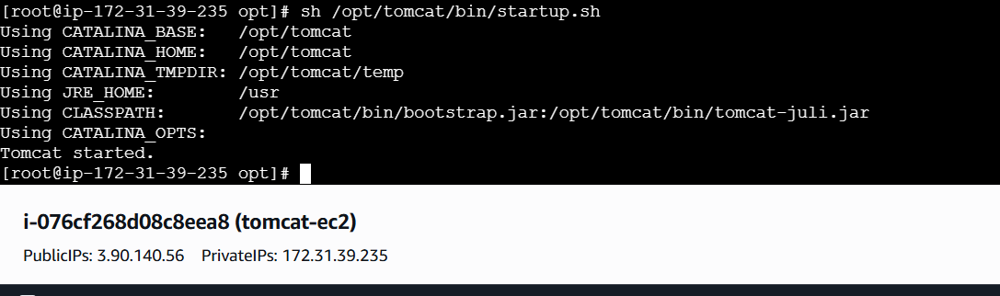 [root@ip-172-31-39-235 opt]# sh /opt/tomcat/bin/startup.sh
Using CATALINA_BASE:   /opt/tomcat
Using CATALINA_HOME:   /opt/tomcat
Using CATALINA_TMPDIR: /opt/tomcat/temp
Using JRE_HOME:        /usr
Using CLASSPATH:       /opt/tomcat/bin/bootstrap.jar:/opt/tomcat/bin/tomcat-juli.jar
Using CATALINA_OPTS:
Tomcat started.
[root@ip-172-31-39-235 opt]#
i-076cf268d08c8eea8 (tomcat-ec2)
PublicIPs: 3.90.140.56   PrivateIPs: 172.31.39.235